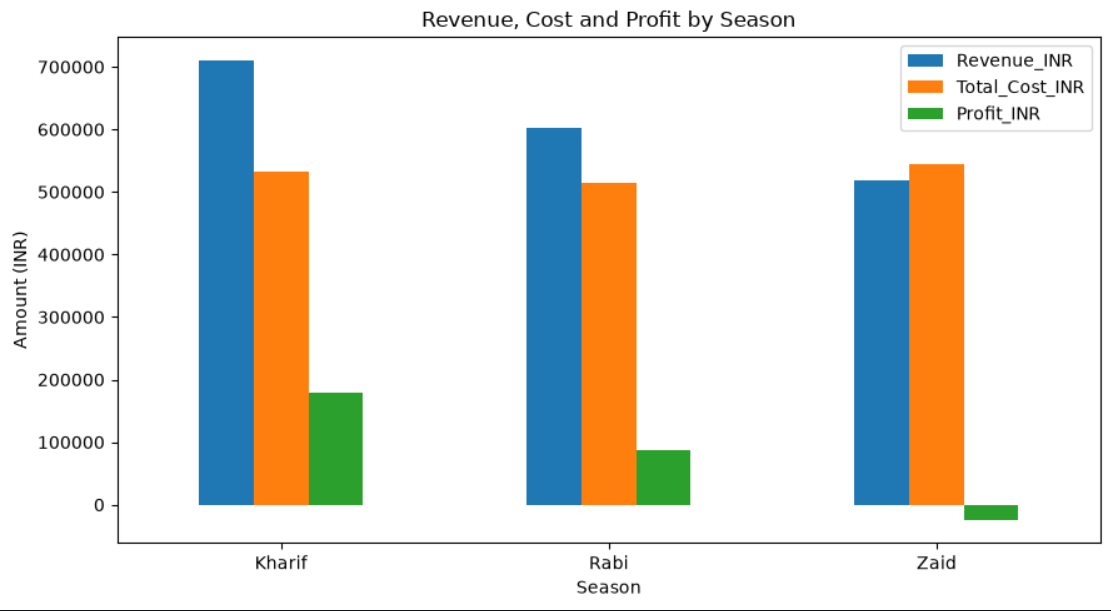 Revenue, Cost and Profit by Season
Revenue_INR
Total_Cost_INR
Profit_INR
700000
600000
500000
400000
300000
200000
100000
0
Amount (INR)
Kharif
Rabi
Zaid
Season